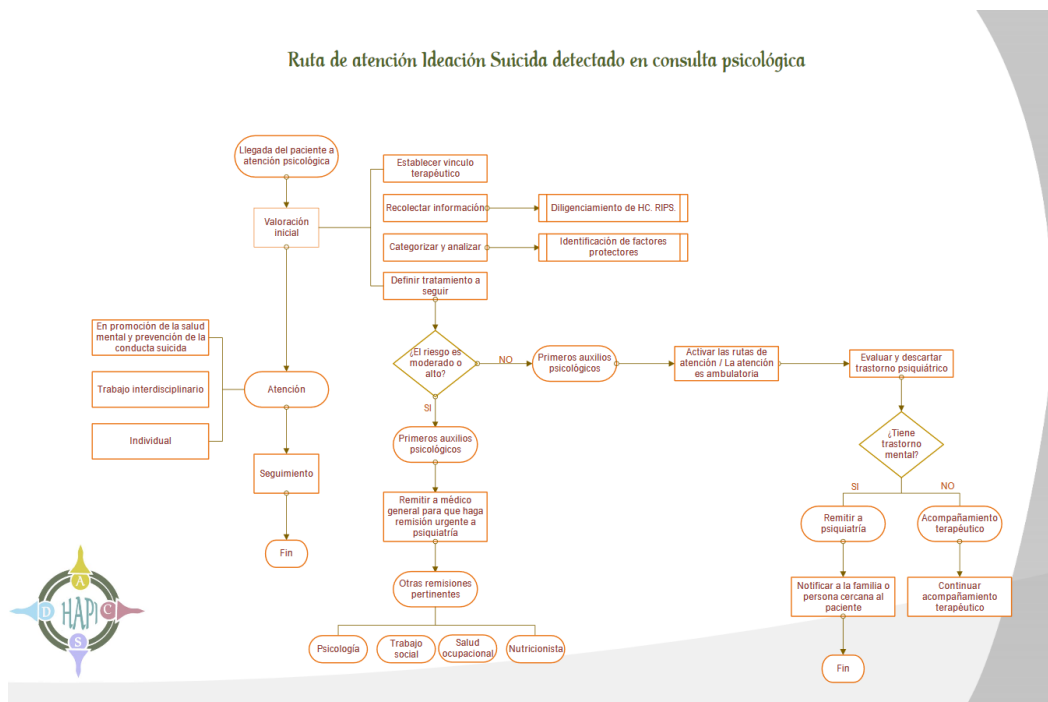 Ruta de atención Ideación Suicida detectado en consulta psicológica
Llegada del paciente a
atención psicológica
Valoración
inicial
Establecer vinculo
terapéutico
Recolectar información
Diligenciamiento de HC. RIPS.
Categorizar y analizar
Identificación de factores
protectores
Definir tratamiento a
seguir
En promoción de la salud
mental y prevención de la
conducta suicida
Trabajo interdisciplinario
Individual
Atención
Seguimiento
Fin
¿El riesgo es
moderado o
alto?
NO
Primeros auxilios
psicológicos
Activar las rutas de
atención / La atención
es ambulatoria
Evaluar y descartar
trastorno psiquiátrico
SI
Primeros auxilios
psicológicos
Remitir a médico
general para que haga
remisión urgente a
psiquiatría
Otras remisiones
pertinentes
Psicología
Trabajo
social
Salud
ocupacional
Nutricionista
¿Tiene
trastorno
mental?
SI
NO
Remitir a
psiquiatría
Acompañamiento
terapéutico
Notificar a la familia o
persona cercana al
paciente
Continuar
acompañamiento
terapéutico
Fin
A
D
HAPI
C
S